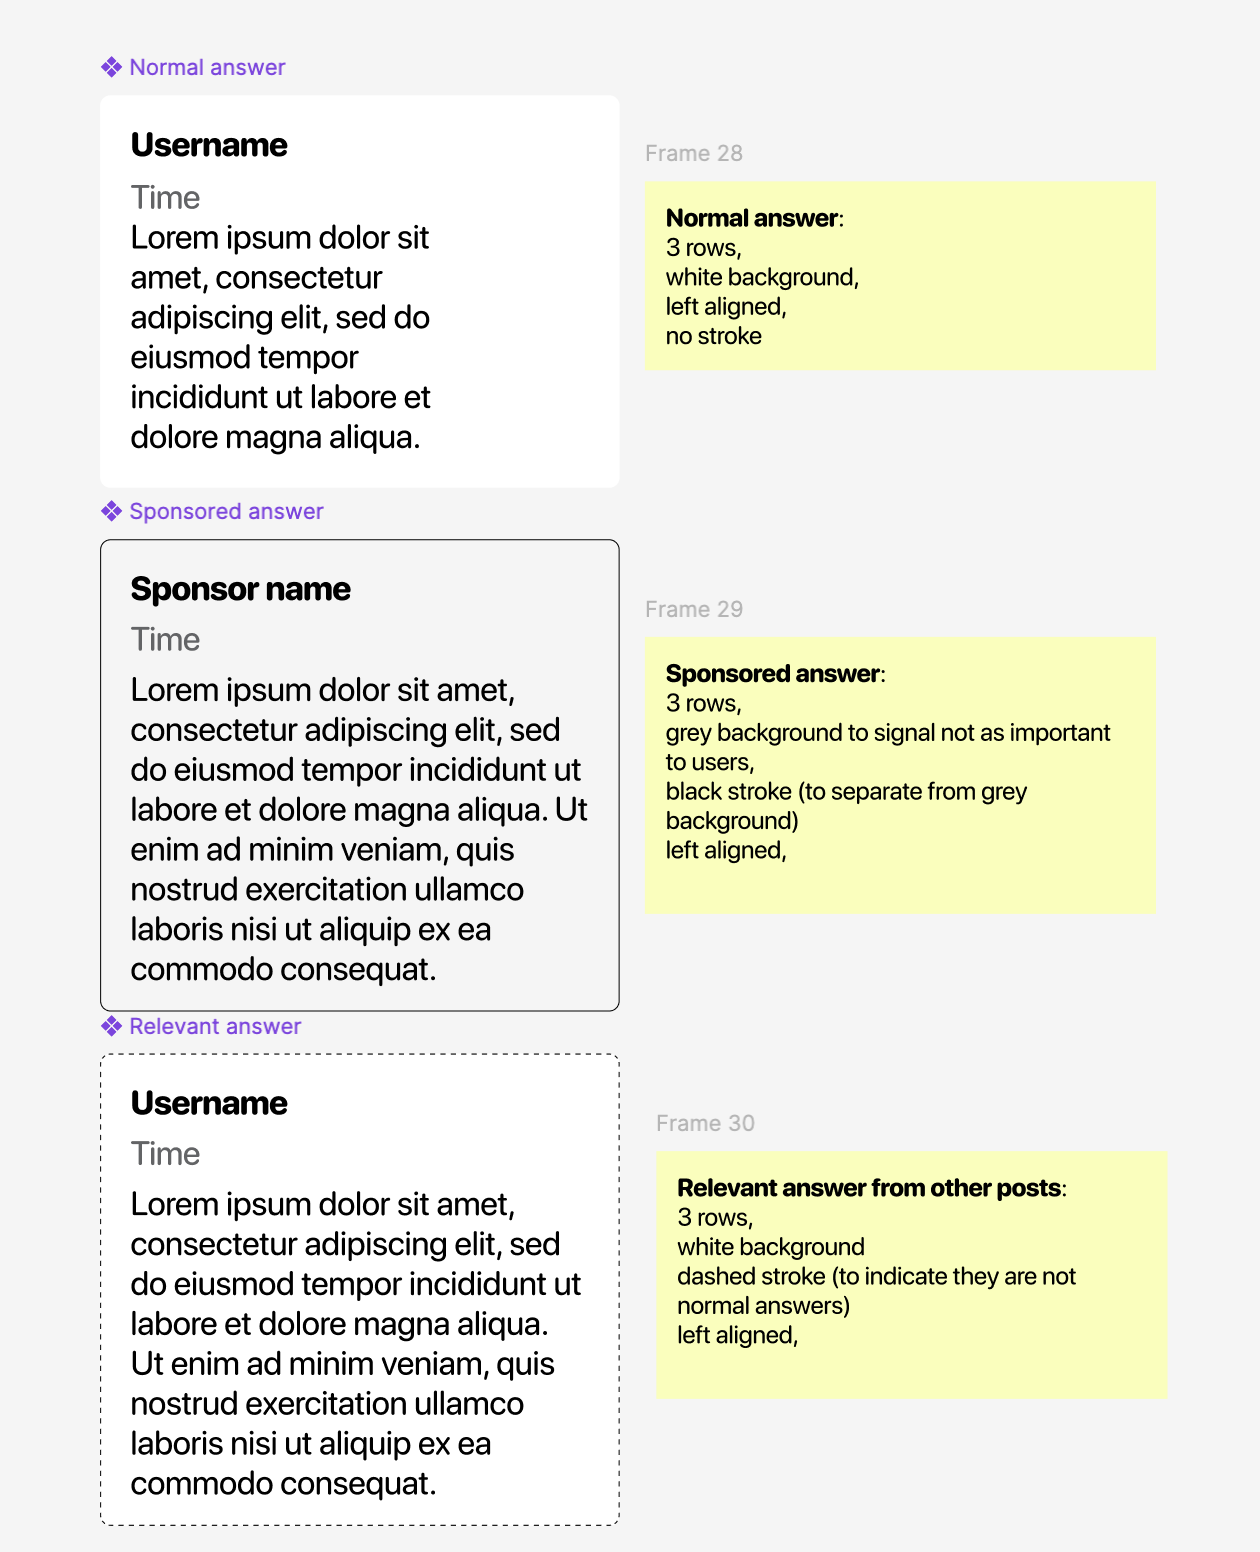 Normal answer
Username
Time
Lorem ipsum dolor sit
amet, consectetur
adipiscing elit, sed do
eiusmod tempor
incididunt ut labore et
dolore magna aliqua.
Frame 28
Normal answer:
3 rows,
white background,
left aligned,
no stroke
Sponsored answer
Sponsor name
Time
Lorem ipsum dolor sit amet,
consectetur adipiscing elit, sed
do eiusmod tempor incididunt ut
labore et dolore magna aliqua. Ut
enim ad minim veniam, quis
nostrud exercitation ullamco
laboris nisi ut aliquip ex ea
commodo consequat.
Frame 29
Sponsored answer:
3 rows,
grey background to signal not as important
to users,
black stroke (to separate from grey
background)
left aligned,
Relevant answer
Username
Time
Lorem ipsum dolor sit amet,
consectetur adipiscing elit, sed
do eiusmod tempor incididunt ut
labore et dolore magna aliqua.
Ut enim ad minim veniam, quis
nostrud exercitation ullamco
laboris nisi ut aliquip ex ea
commodo consequat.
Frame 30
Relevant answer from other posts:
3 rows,
white background
dashed stroke (to indicate they are not
normal answers)
left aligned,